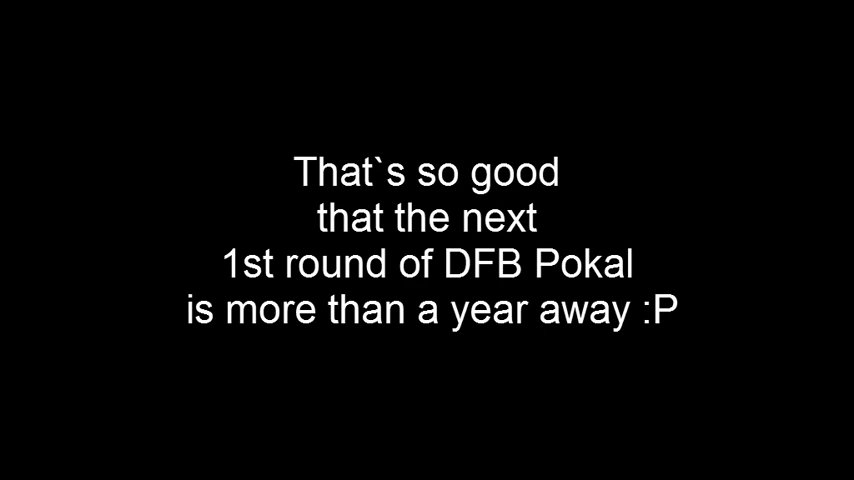 That`s so good
that the next
1st round of DFB Pokal
is more than a year away :P